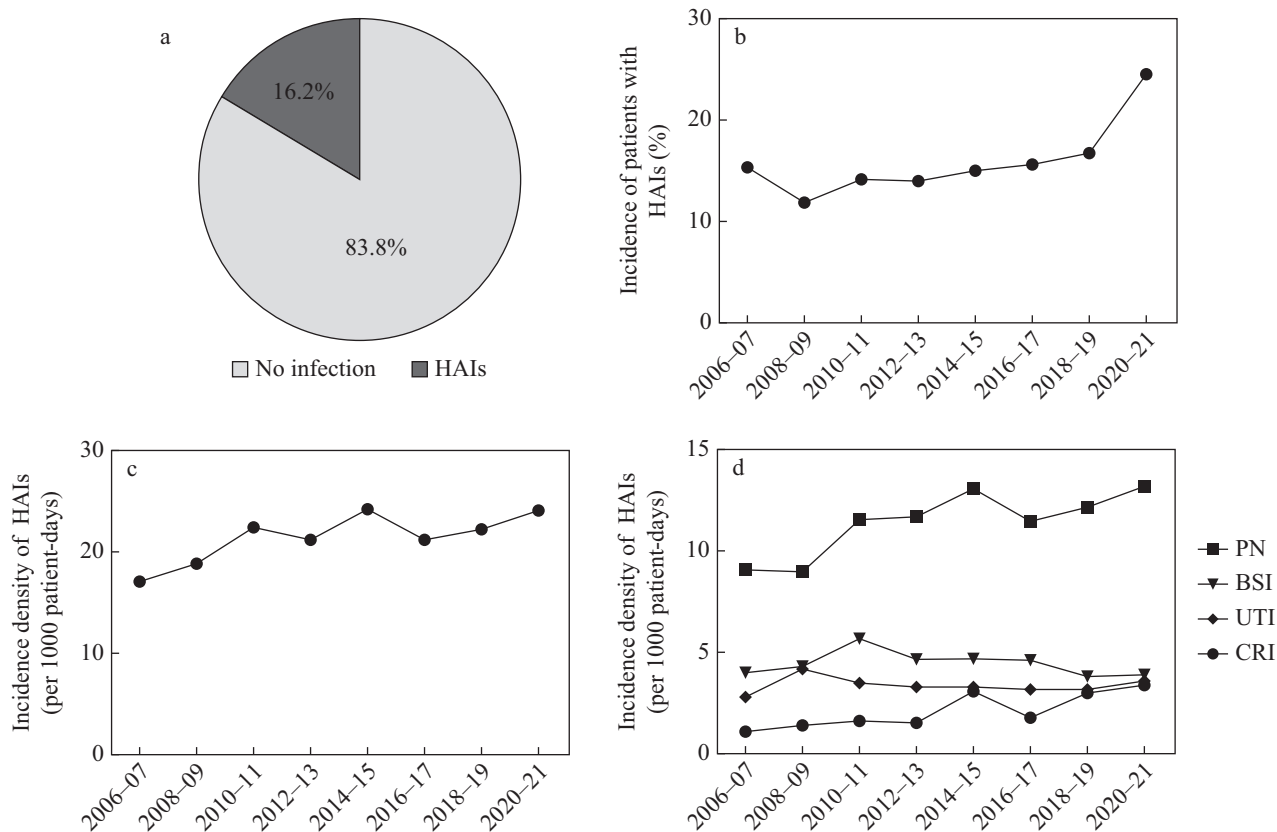 a
16.2%
83.8%
No infection HAIs
b
Incidence of patients with
HAIs (%)
30
20
10
0
2006–07 2008–09 2010–11 2012–13 2014–15 2016–17 2018–19 2020–21
c
Incidence density of HAIs
(per 1000 patient-days)
30
20
10
0
2006–07 2008–09 2010–11 2012–13 2014–15 2016–17 2018–19 2020–21
d
Incidence density of HAIs
(per 1000 patient-days)
15
10
5
0
2006–07 2008–09 2010–11 2012–13 2014–15 2016–17 2018–19 2020–21
PN
BSI
UTI
CRI